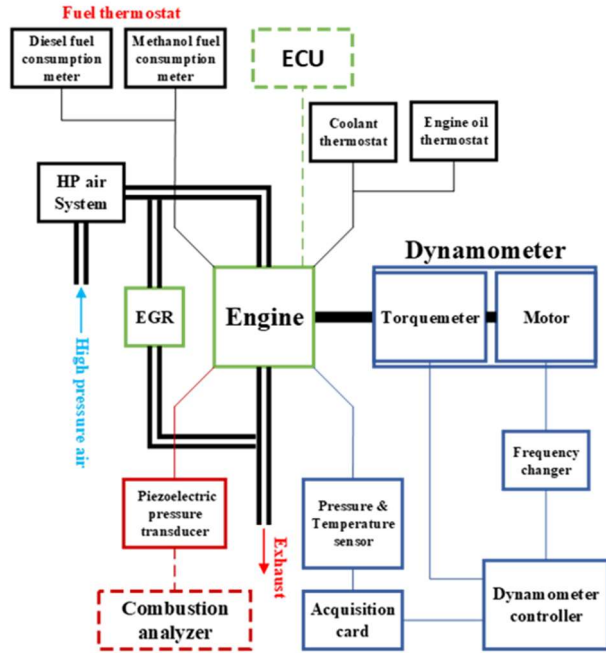 Fuel thermostat
Diesel fuel
consumption
meter
Methanol fuel
consumption
meter
ECU
Coolant
thermostat
Engine oil
thermostat
HP air
System
Dynamometer
EGR
Engine
Torquemeter
Motor
High pressure air
Frequency
changer
Piezoelectric
pressure
transducer
Pressure &
Temperature
sensor
Exhaust
Combustion
analyzer
Acquisition
card
Dynamometer
controller